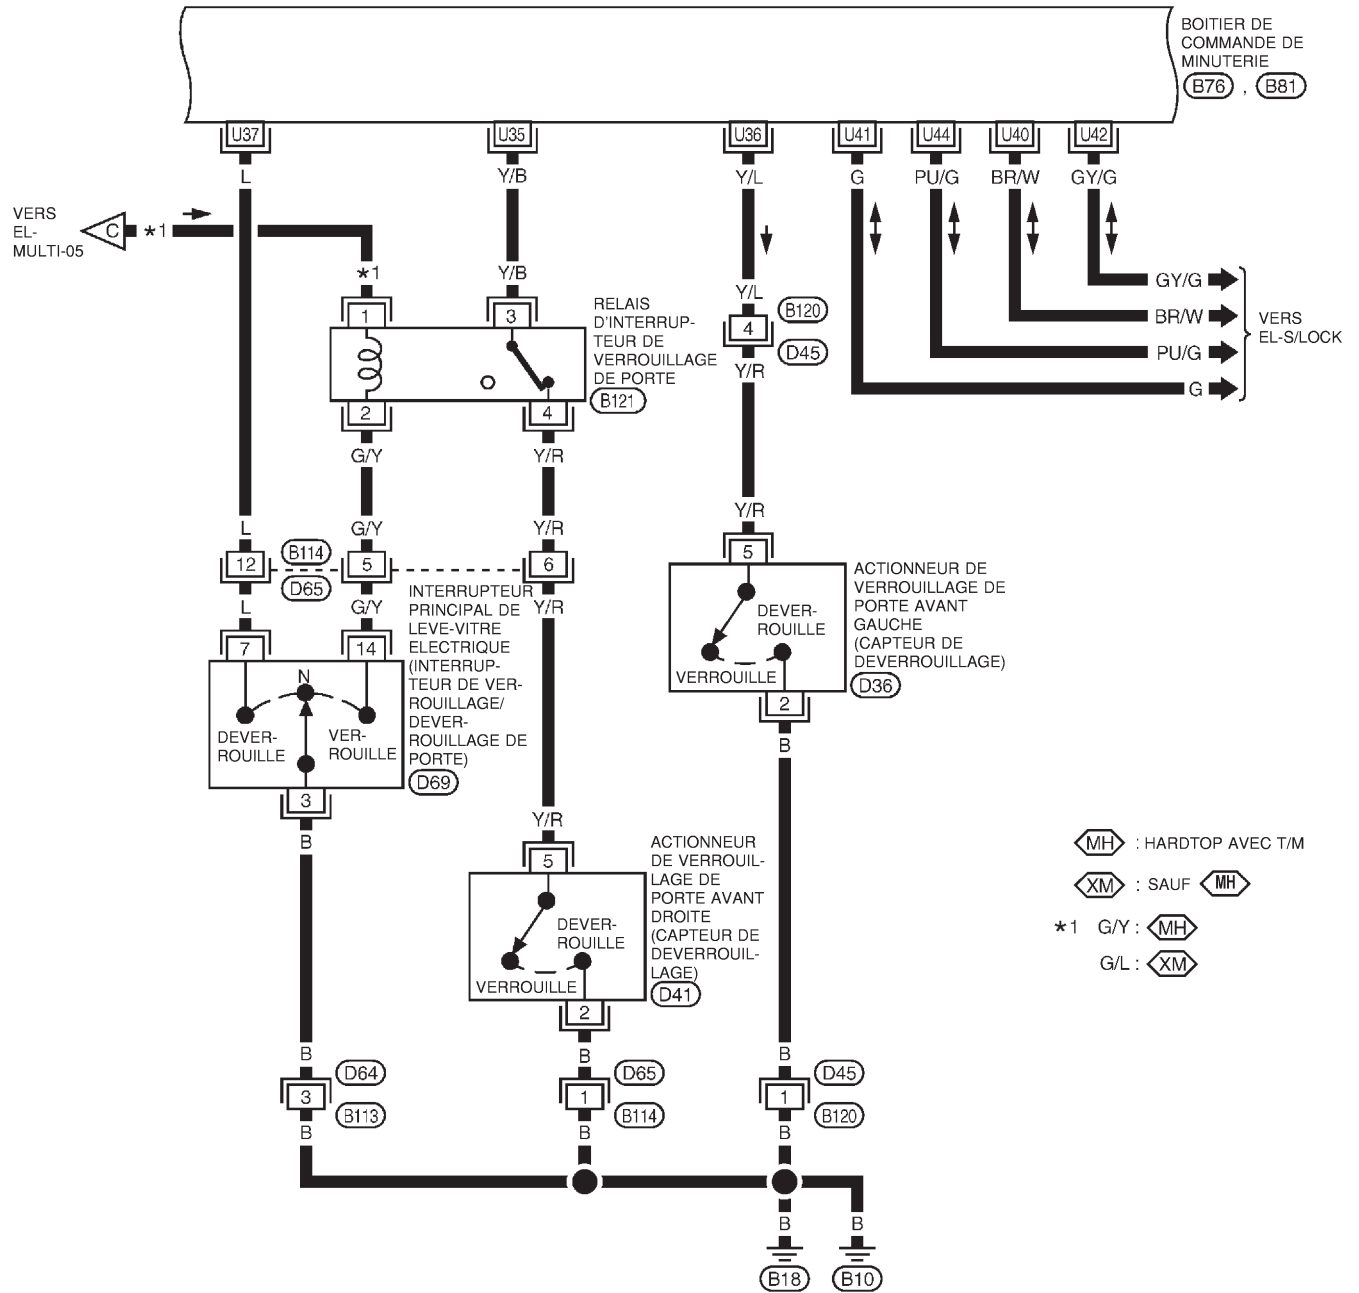 BOITIER DE
COMMANDE DE
MINUTERIE
B76 , B81
U37 U35 U36 U41 U44 U40 U42
L Y/B Y/L G PU/G BR/W GY/G
VERS
EL-
MULTI-05
C *1
*1 Y/B Y/L
GY/G
BR/W
PU/G
G
VERS
EL-S/LOCK
1 3
2 4
RELAIS
D'INTERRUP-
TEUR DE
VERROUILLAGE
DE PORTE
B121
B120
4
D45
Y/R
G/Y Y/R
L G/Y Y/R Y/R
12 B114 5 6
D65
L G/Y Y/R
7 14
N
DEVER-
ROUILLE
VER-
ROUILLE
3
INTERRUPTEUR
PRINCIPAL DE
LEVE-VITRE
ELECTRIQUE
(INTERRUP-
TEUR DE VER-
ROUILLAGE/
DEVER-
ROUILLAGE DE
PORTE)
D69
5
DEVER-
ROUILLE
VERROUILLE
2
ACTIONNEUR DE
VERROUILLAGE DE
PORTE AVANT
GAUCHE
(CAPTEUR DE
DEVERROUILLAGE)
D36
B
B
Y/R
5
DEVER-
ROUILLE
VERROUILLE
2
ACTIONNEUR
DE VERROUIL-
LAGE DE
PORTE AVANT
DROITE
(CAPTEUR DE
DEVERROUIL-
LAGE)
D41
MH : HARDTOP AVEC T/M
XM : SAUF MH
*1 G/Y : MH
G/L : XM
B B B
D64 D65 D45
3 1 1
B113 B114 B120
B B B
B B
B18 B10